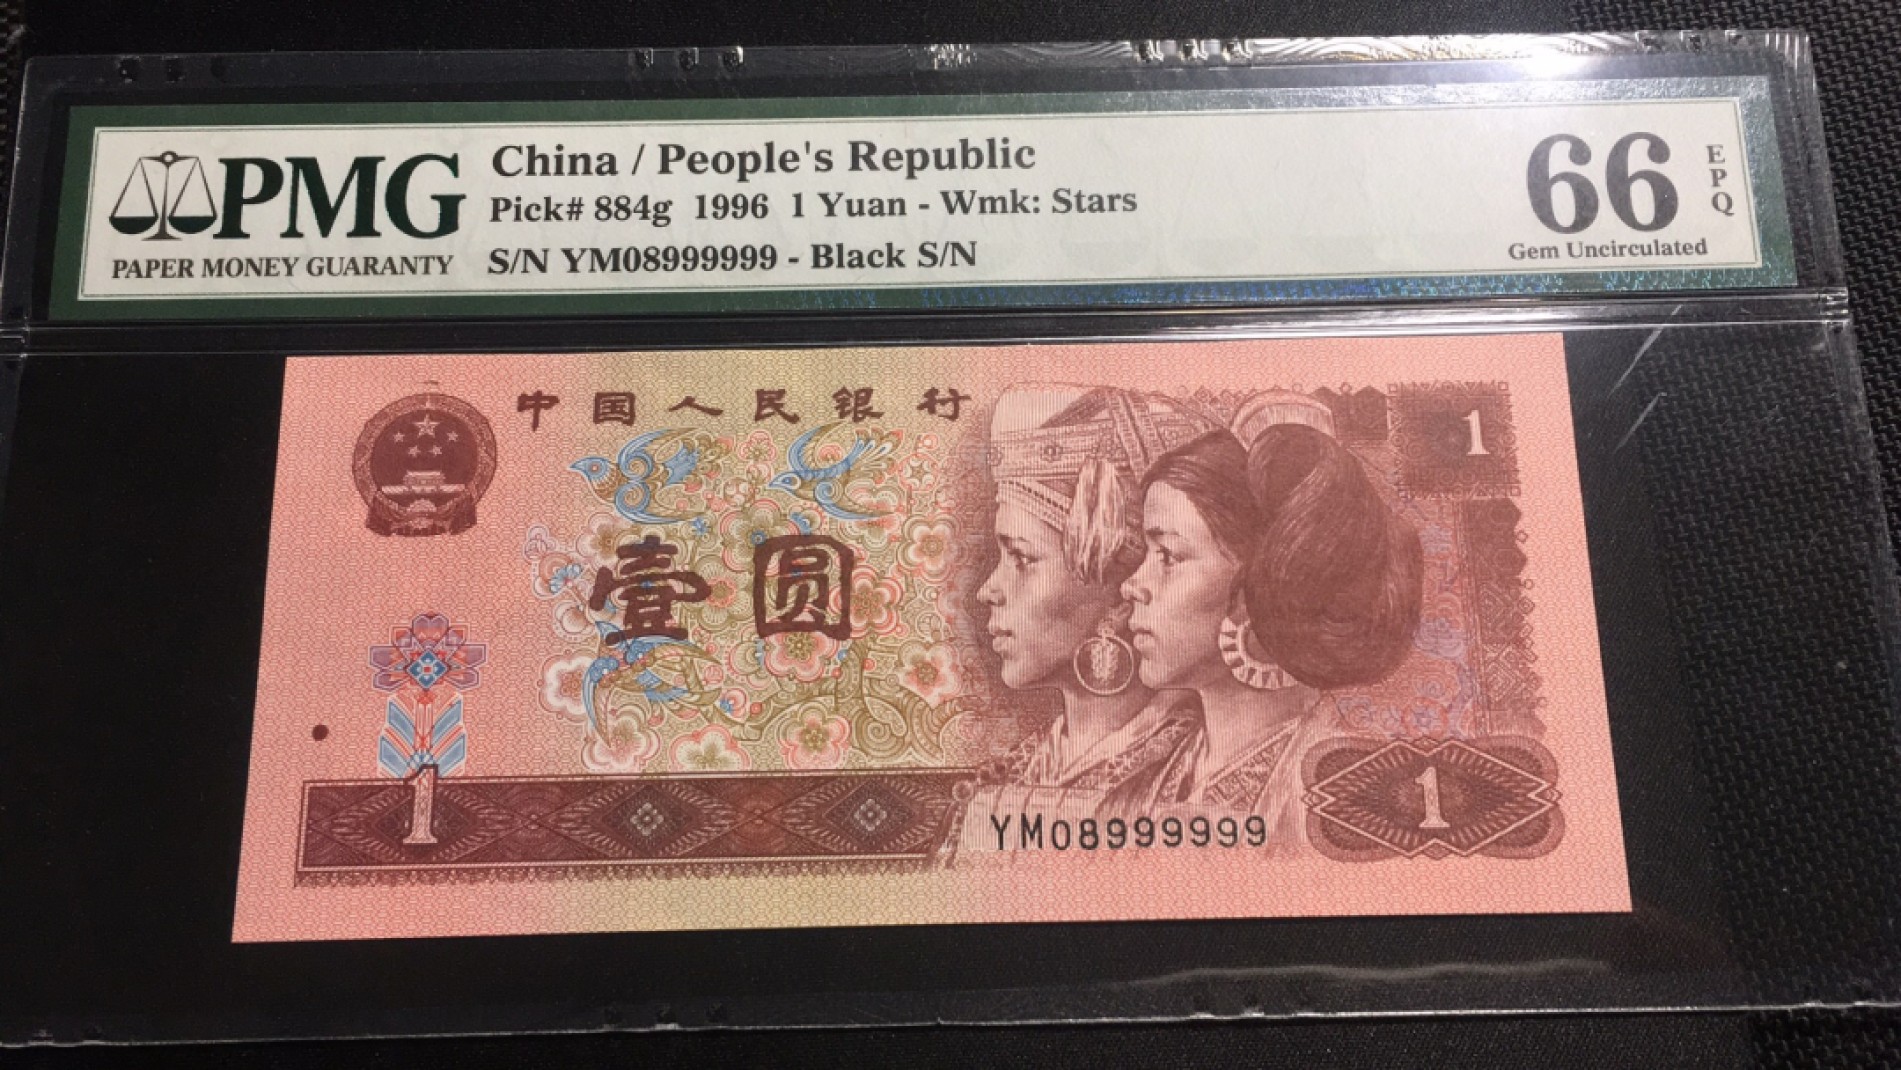 PMG
PAPER MONEY GUARANTY
China / People's Republic
Pick# 884g 1996 1 Yuan - Wmk: Stars
S/N YM08999999 - Black S/N
66
EPQ
Gem Uncirculated
中国人民银行
1
壹圆
1
1
YM08999999